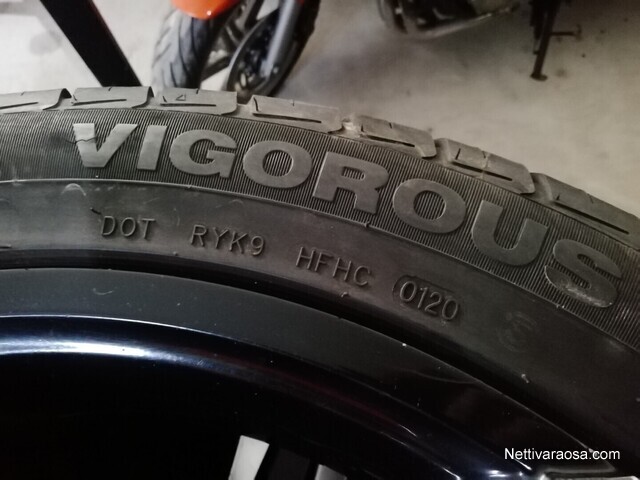 VIGOROUS
DOT RYK9 HFHC 0120
Nettivaraosa.com